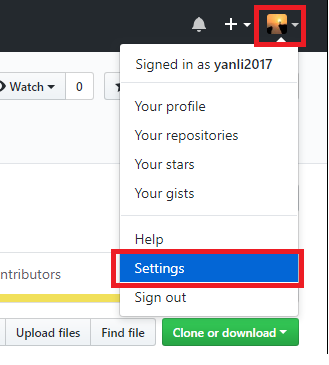 Signed in as yanli2017
Watch 0
Your profile
Your repositories
Your stars
Your gists
Help
ntributors
Settings
Sign out
Upload files Find file Clone or download